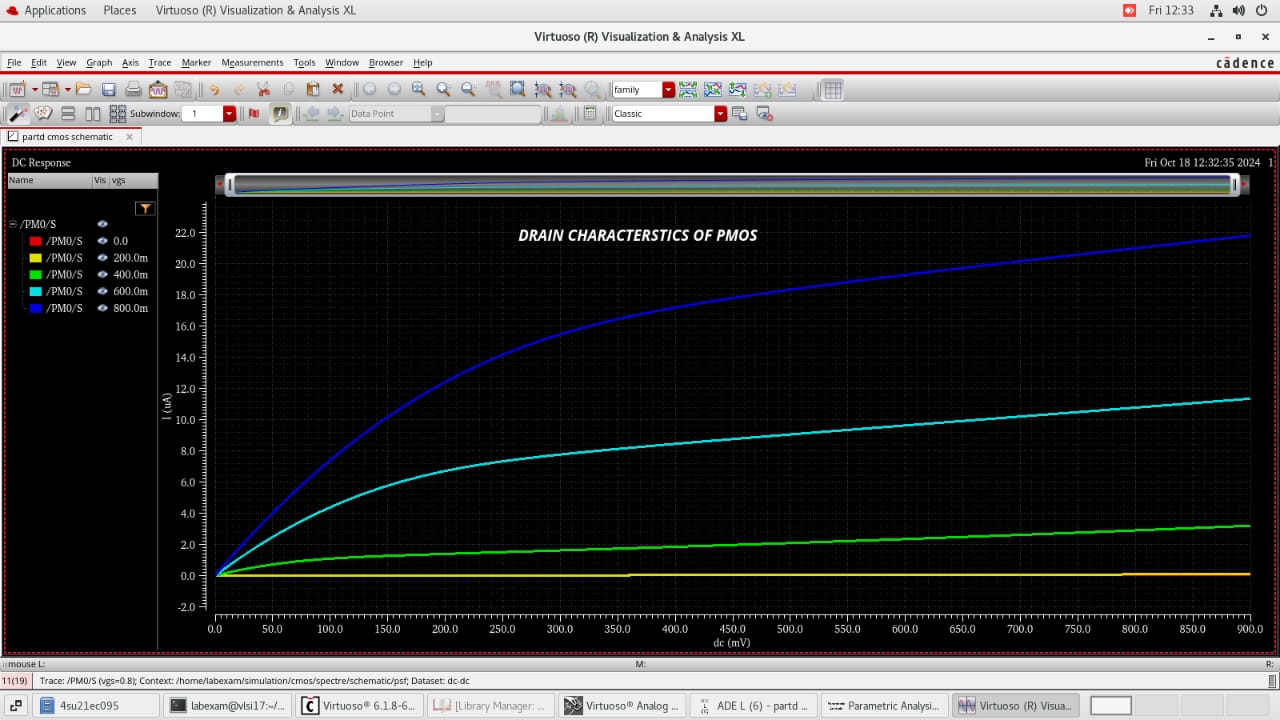 Applications Places Virtuoso (R) Visualization & Analysis XL Fri 12:33
Virtuoso (R) Visualization & Analysis XL
File Edit View Graph Axis Trace Marker Measurements Tools Window Browser Help cādence
family
Subwindow: 1 Data Point Classic
partd cmos schematic
DC Response Fri Oct 18 12:32:35 2024 1
Name Vis vgs
/PM0/S
/PM0/S 0.0
/PM0/S 200.0m
/PM0/S 400.0m
/PM0/S 600.0m
/PM0/S 800.0m
DRAIN CHARACTERSTICS OF PMOS
22.0
20.0
18.0
16.0
14.0
12.0
10.0
8.0
6.0
4.0
2.0
0.0
-2.0
I (uA)
0.0 50.0 100.0 150.0 200.0 250.0 300.0 350.0 400.0 450.0 500.0 550.0 600.0 650.0 700.0 750.0 800.0 850.0 900.0
dc (mV)
mouse L: M: R:
11(19) Trace: /PM0/S (vgs=0.8); Context: /home/labexam/simulation/cmos/spectre/schematic/psf; Dataset: dc-dc
4su21ec095 labexam@vlsi17:~/... Virtuoso® 6.1.8-6... [Library Manager: ... Virtuoso® Analog ... ADE L (6) - partd ... Parametric Analysi... Virtuoso (R) Visua...